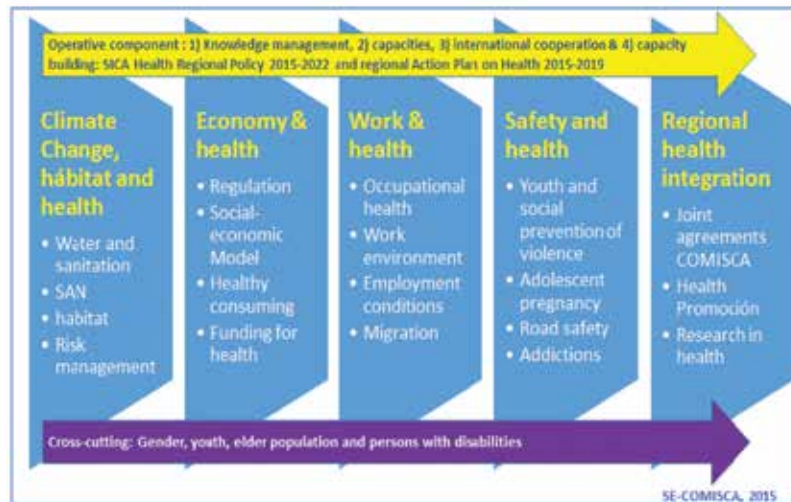 Operative component : 1) Knowledge management, 2) capacities, 3) international cooperation & 4) capacity
building: SICA Health Regional Policy 2015-2022 and regional Action Plan on Health 2015-2019
Climate
Change,
hábitat and
health
• Water and
sanitation
• SAN
• habitat
• Risk
management
Economy &
health
• Regulation
• Social-
economic
Model
• Healthy
consuming
• Funding for
health
Work &
health
• Occupational
health
• Work
environment
• Employment
conditions
• Migration
Safety and
health
• Youth and
social
prevention of
violence
• Adolescent
pregnancy
• Road safety
• Addictions
Regional
health
integration
• Joint
agreements
COMISCA
• Health
Promoción
• Research in
health
Cross-cutting: Gender, youth, elder population and persons with disabilities
SE-COMISCA, 2015